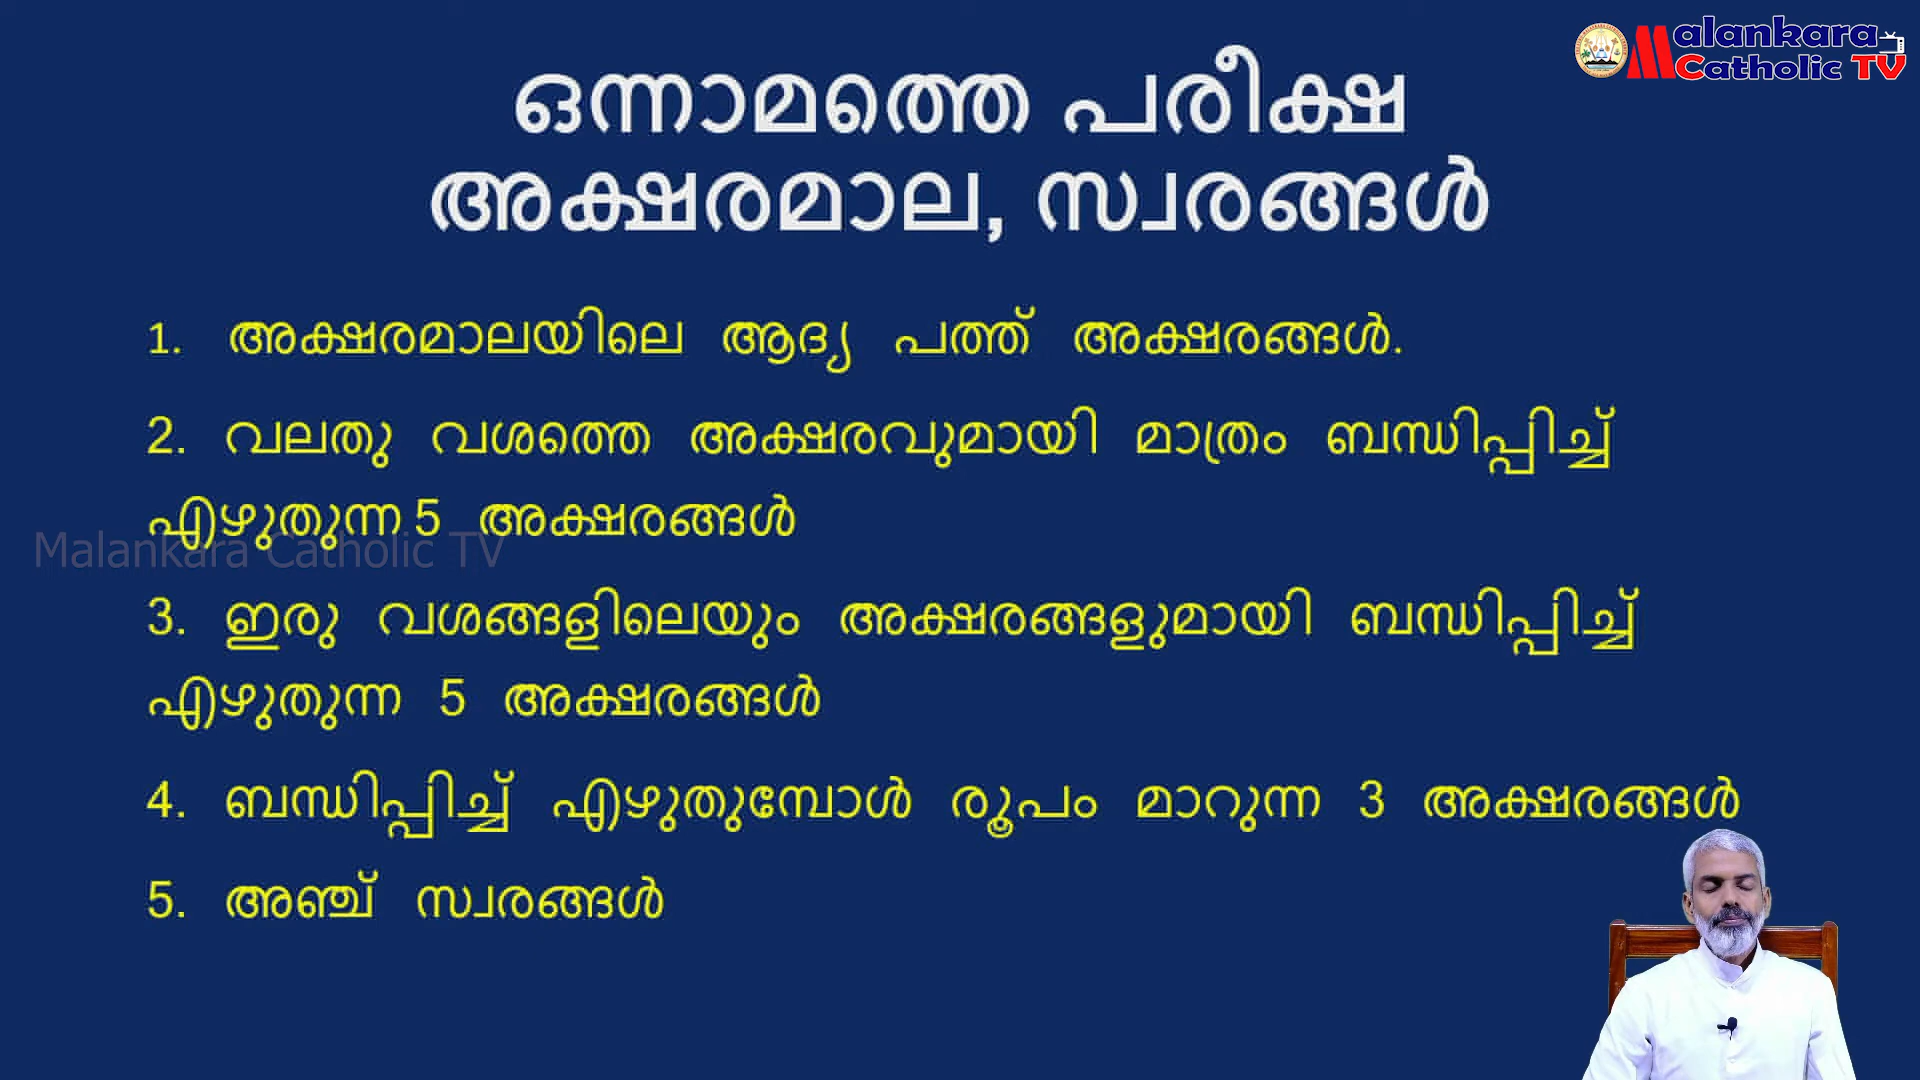 Malankara
Catholic TV
ഒന്നാമത്തെ പരീക്ഷ
അക്ഷരമാല, സ്വരങ്ങൾ
1. അക്ഷരമാലയിലെ ആദ്യ പത്ത് അക്ഷരങ്ങൾ.
2. വലതു വശത്തെ അക്ഷരവുമായി മാത്രം ബന്ധിപ്പിച്ച്
എഴുതുന്ന 5 അക്ഷരങ്ങൾ
Malankara Catholic TV
3. ഇരു വശങ്ങളിലെയും അക്ഷരങ്ങളുമായി ബന്ധിപ്പിച്ച്
എഴുതുന്ന 5 അക്ഷരങ്ങൾ
4. ബന്ധിപ്പിച്ച് എഴുതുമ്പോൾ രൂപം മാറുന്ന 3 അക്ഷരങ്ങൾ
5. അഞ്ച് സ്വരങ്ങൾ